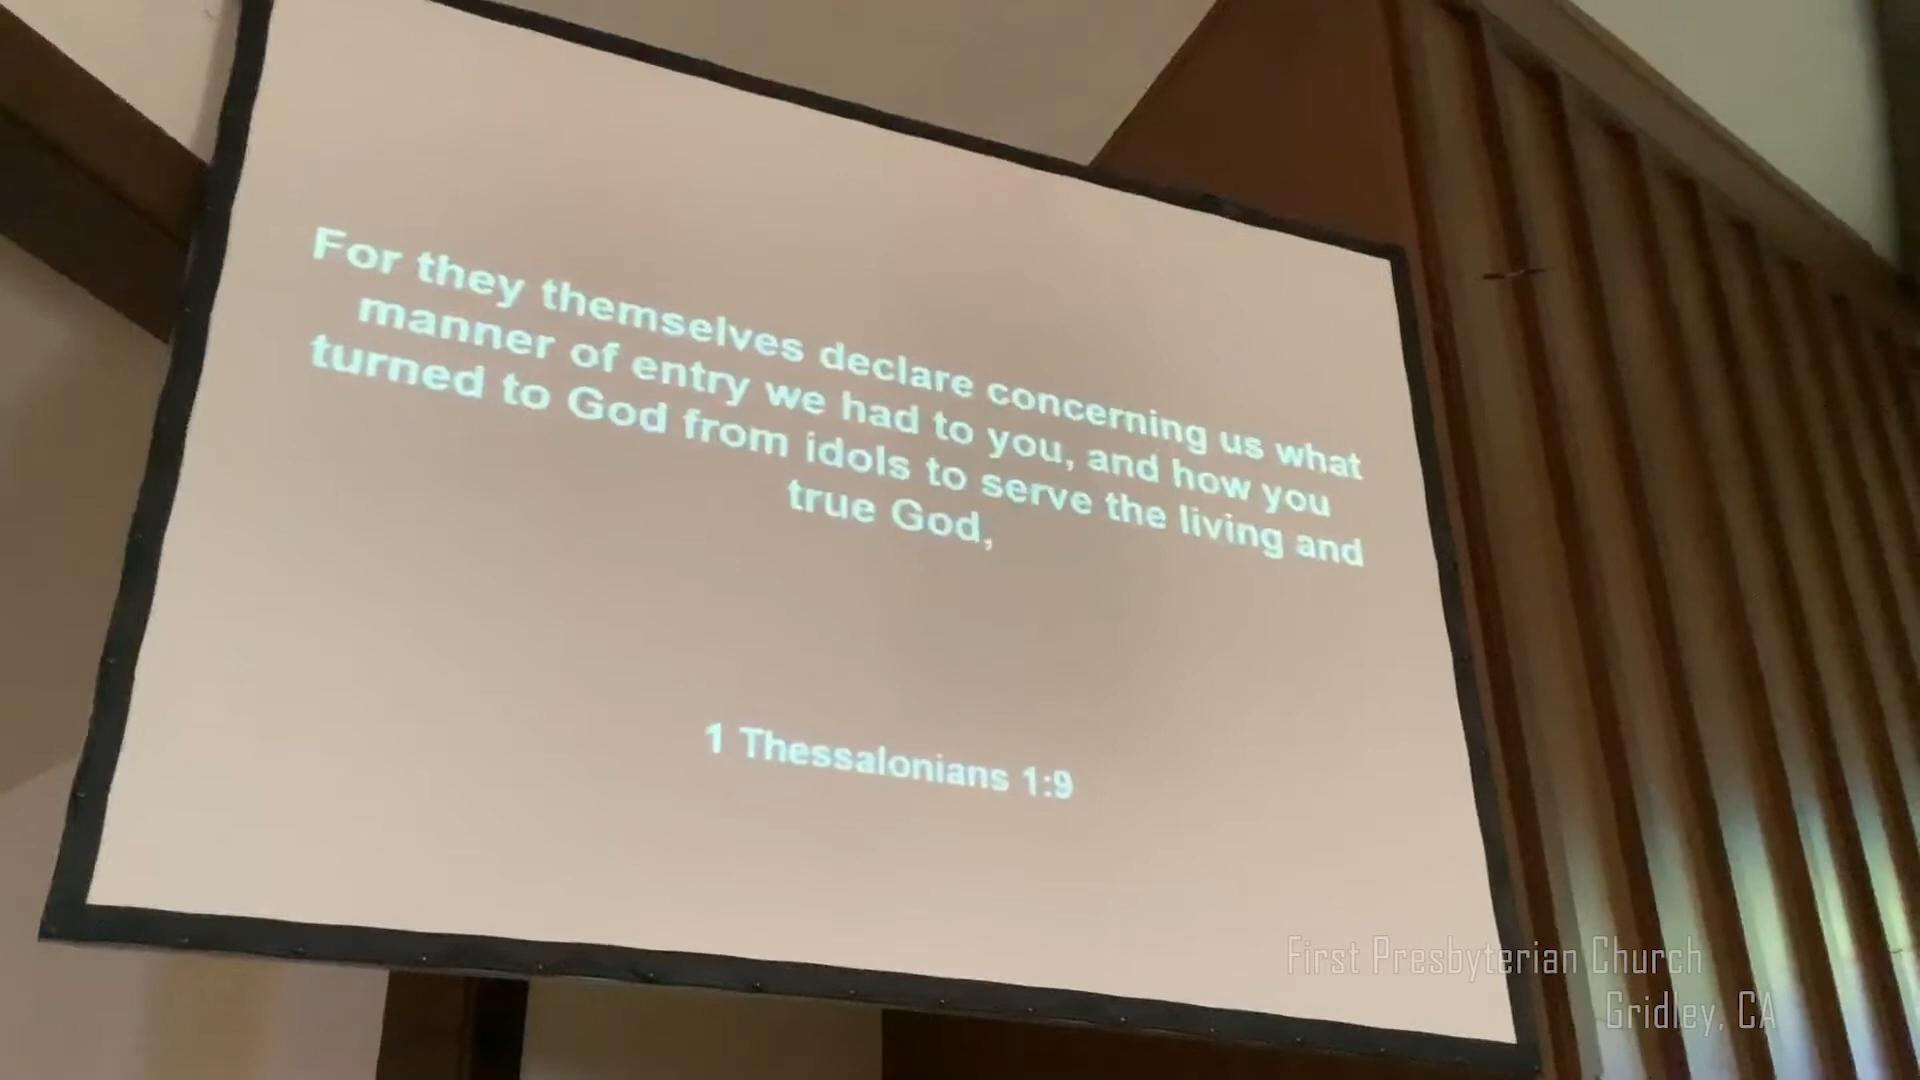 For they themselves declare concerning us what
manner of entry we had to you, and how you
turned to God from idols to serve the living and
true God,
1 Thessalonians 1:9
First Presbyterian Church
Gridley, CA